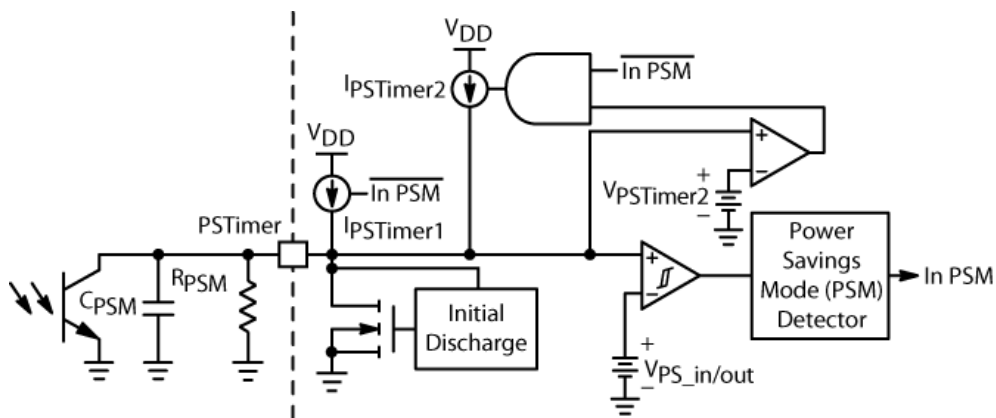 VDD
IPSTimer2
In PSM
VDD
In PSM
IPSTimer1
+
−
+
VPSTimer2
−
PSTimer
CPSM
RPSM
Initial
Discharge
+
−
Power
Savings
Mode (PSM)
Detector
In PSM
+
VPS_in/out
−